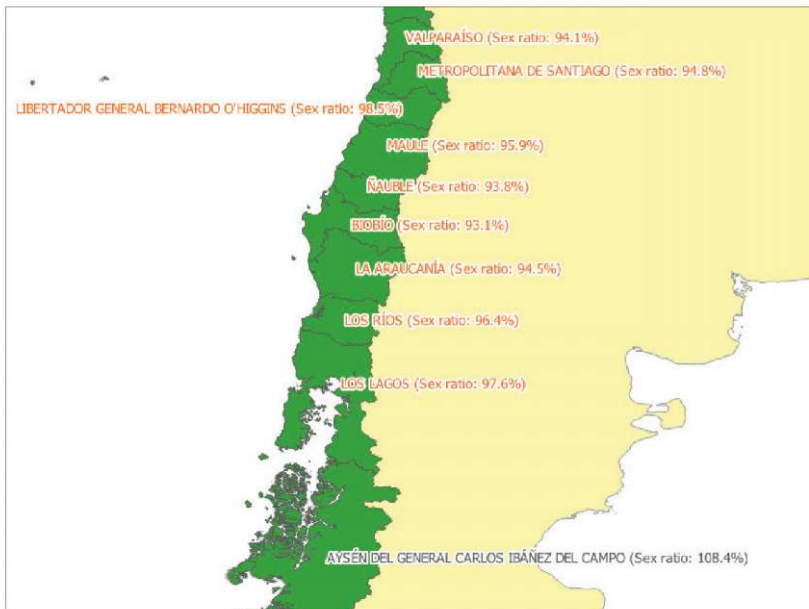 VALPARAÍSO (Sex ratio: 94.1%)
METROPOLITANA DE SANTIAGO (Sex ratio: 94.8%)
LIBERTADOR GENERAL BERNARDO O'HIGGINS (Sex ratio: 98.5%)
MAULE (Sex ratio: 95.9%)
ÑAUBLE (Sex ratio: 93.8%)
BIOBÍO (Sex ratio: 93.1%)
LA ARAUCANÍA (Sex ratio: 94.5%)
LOS RÍOS (Sex ratio: 96.4%)
LOS LAGOS (Sex ratio: 97.6%)
AYSÉN DEL GENERAL CARLOS IBÁÑEZ DEL CAMPO (Sex ratio: 108.4%)